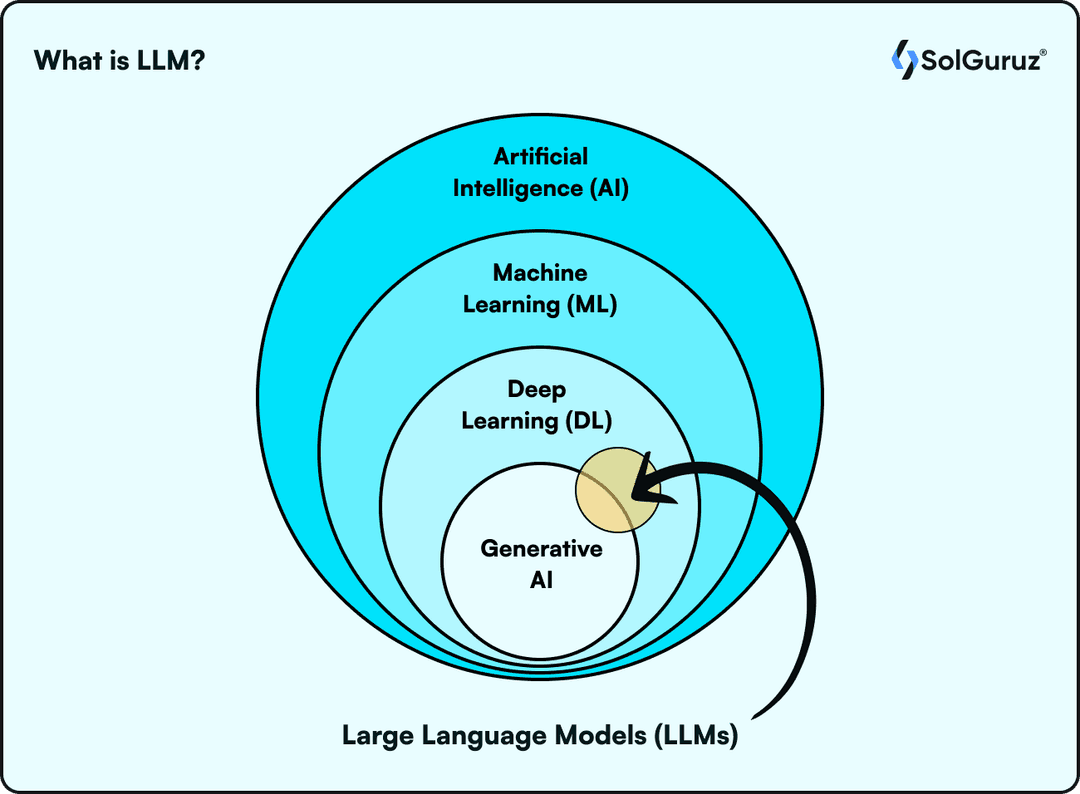 What is LLM?
SolGuruz®
Artificial
Intelligence (AI)
Machine
Learning (ML)
Deep
Learning (DL)
Generative
AI
Large Language Models (LLMs)